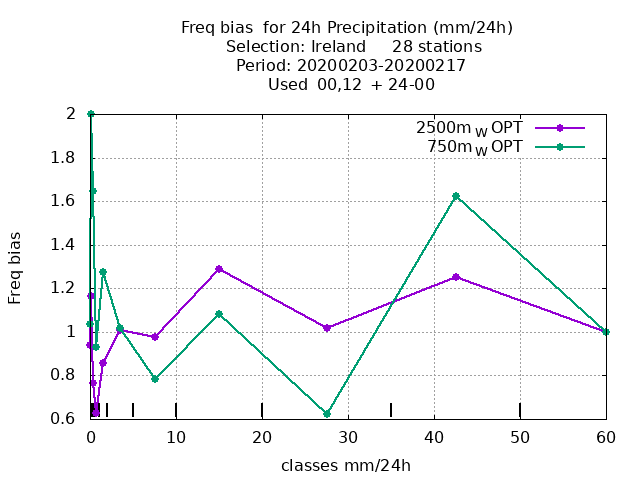 Freq bias  for 24h Precipitation (mm/24h)
Selection: Ireland     28 stations
Period: 20200203-20200217
Used  00,12  + 24-00
2500m W OPT
750m W OPT
2
1.8
1.6
1.4
1.2
1
0.8
0.6
Freq bias
0 10 20 30 40 50 60
classes mm/24h